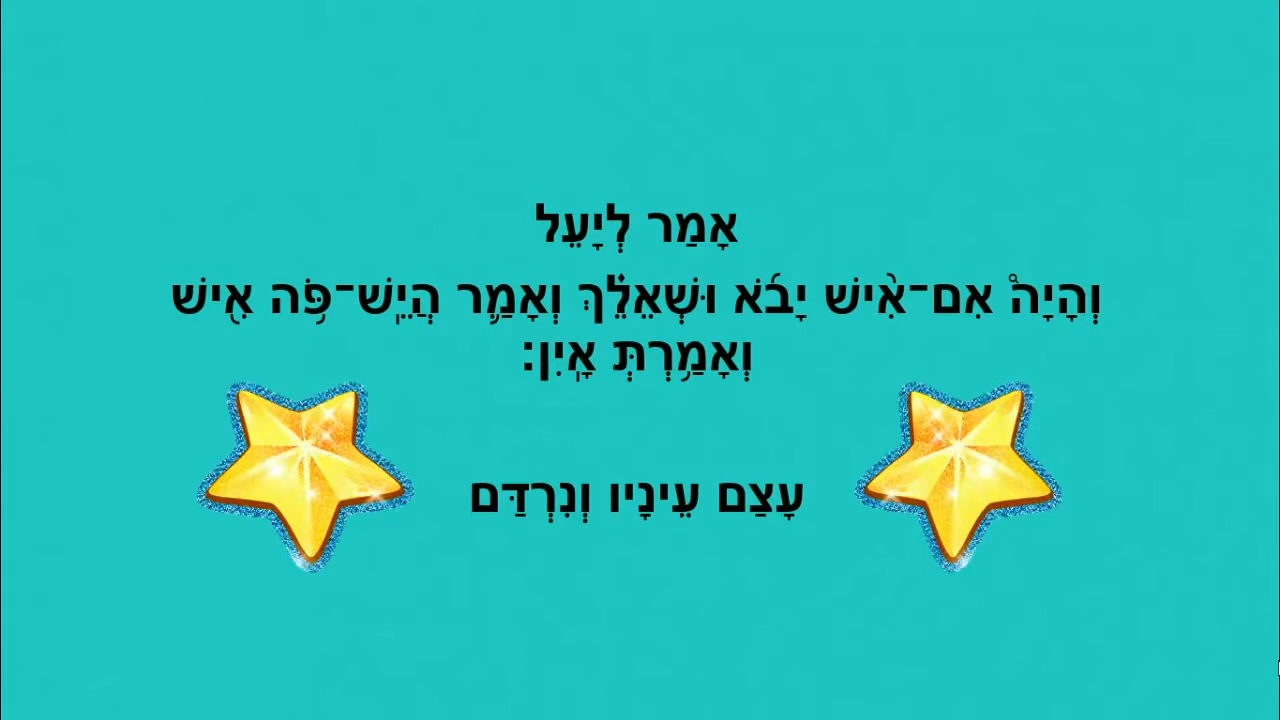 אָמַר לְיָעֵל
וְהָיָה֩ אִם־אִ֨ישׁ יָבֹ֜א וּשְׁאֵלֵ֗ךְ וְאָמַ֛ר הֲיֵֽשׁ־פֹּ֥ה אִ֖ישׁ
וְאָמַ֥רְתְּ אָֽיִן׃
עָצַם עֵינָיו וְנִרְדַּם